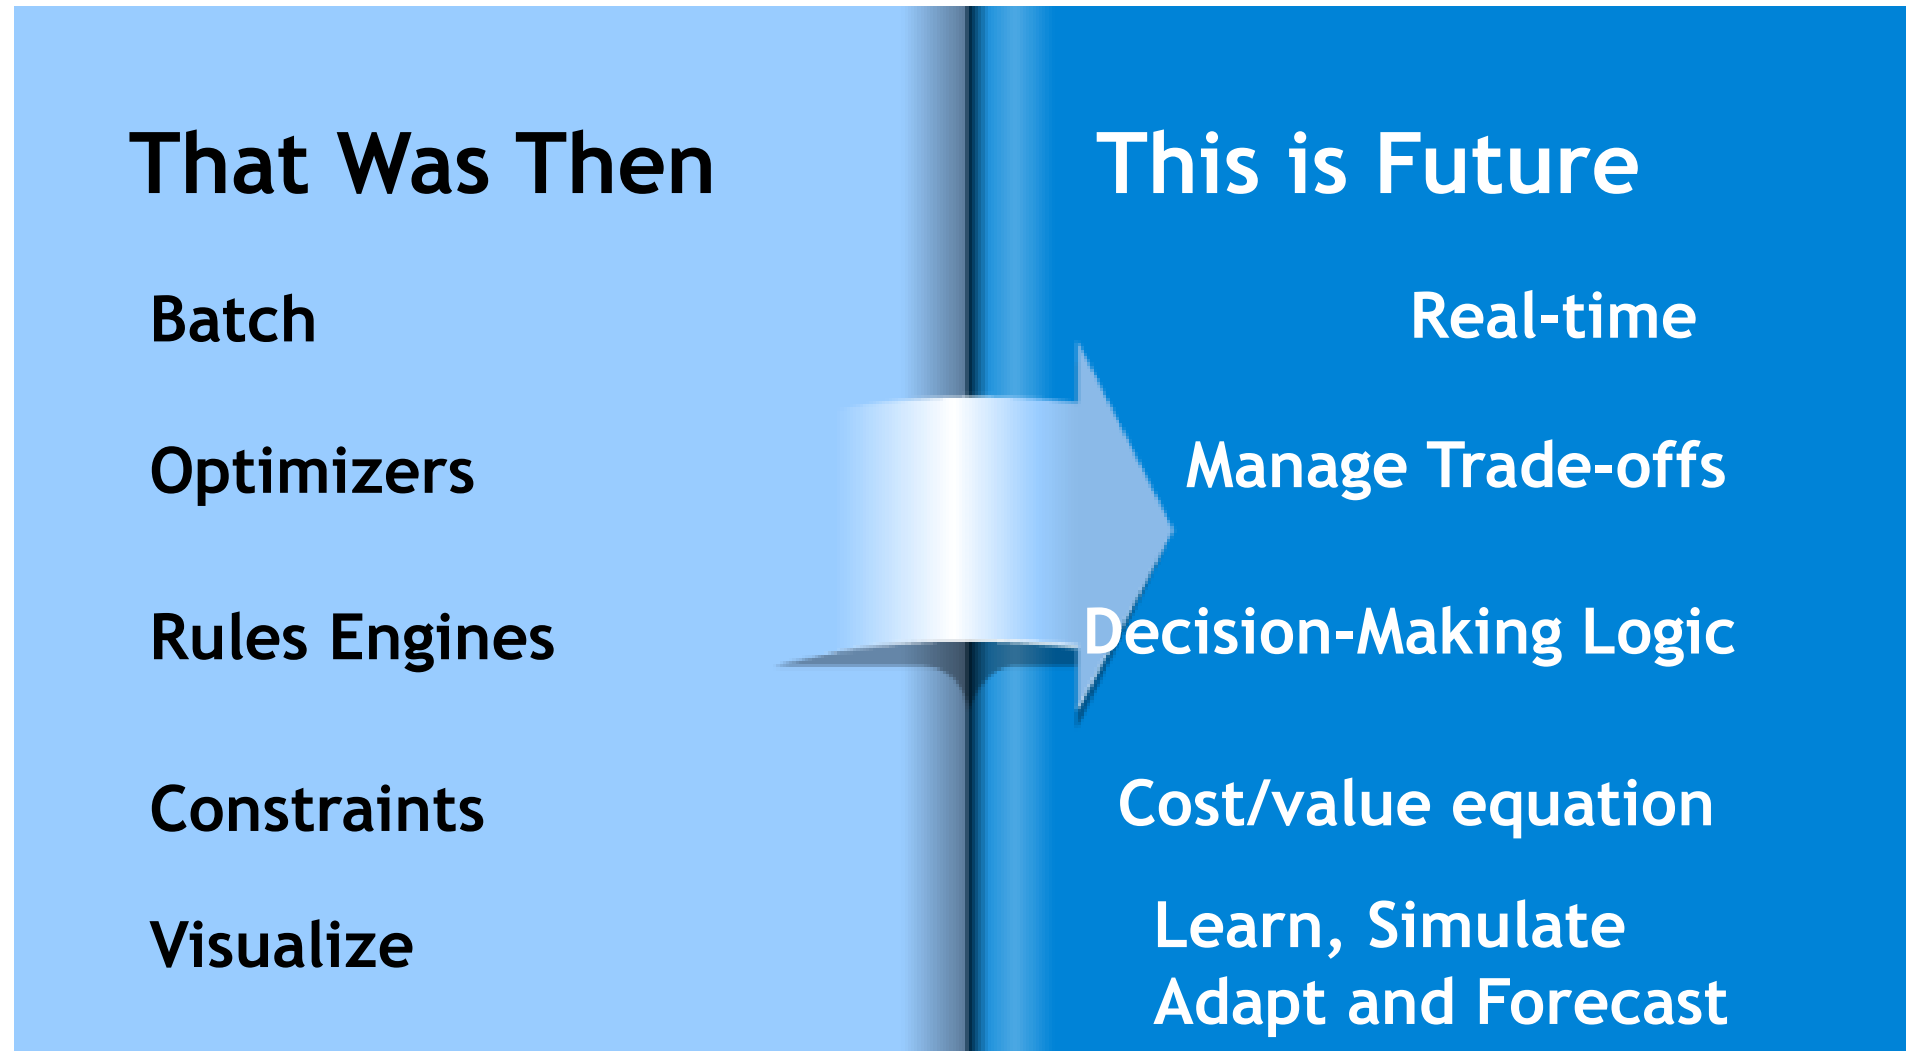 That Was Then
This is Future
Batch
Real-time
Optimizers
Manage Trade-offs
Rules Engines
Decision-Making Logic
Constraints
Cost/value equation
Visualize
Learn, Simulate
Adapt and Forecast